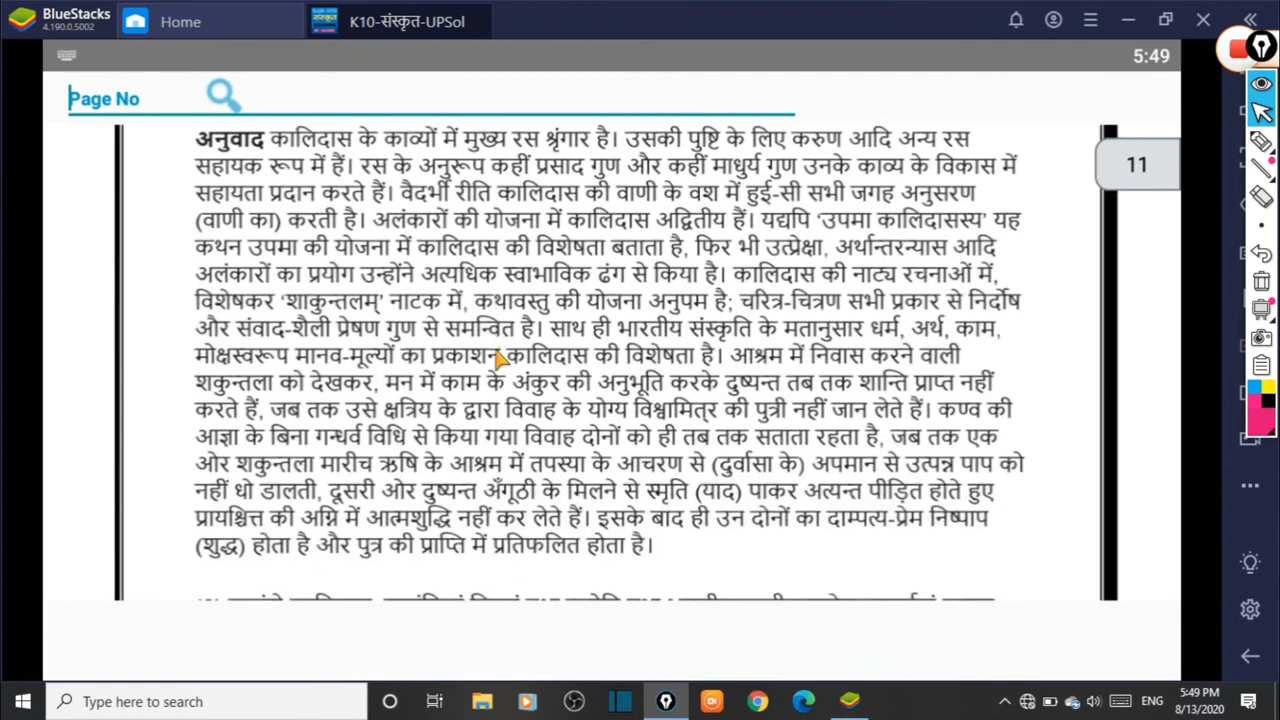 BlueStacks
4.190.0.5002
Home
K10-संस्कृत-UPSol
5:49
Page No
11
अनुवाद कालिदास के काव्यों में मुख्य रस श्रृंगार है। उसकी पुष्टि के लिए करुण आदि अन्य रस
सहायक रूप में हैं। रस के अनुरूप कहीं प्रसाद गुण और कहीं माधुर्य गुण उनके काव्य के विकास में
सहायता प्रदान करते हैं। वैदर्भी रीति कालिदास की वाणी के वश में हुई-सी सभी जगह अनुसरण
(वाणी का) करती है। अलंकारों की योजना में कालिदास अद्वितीय हैं। यद्यपि ‘उपमा कालिदासस्य’ यह
कथन उपमा की योजना में कालिदास की विशेषता बताता है, फिर भी उत्प्रेक्षा, अर्थान्तरन्यास आदि
अलंकारों का प्रयोग उन्होंने अत्यधिक स्वाभाविक ढंग से किया है। कालिदास की नाट्य रचनाओं में,
विशेषकर ‘शाकुन्तलम्’ नाटक में, कथावस्तु की योजना अनुपम है; चरित्र-चित्रण सभी प्रकार से निर्दोष
और संवाद-शैली प्रेषण गुण से समन्वित है। साथ ही भारतीय संस्कृति के मतानुसार धर्म, अर्थ, काम,
मोक्षस्वरूप मानव-मूल्यों का प्रकाशन कालिदास की विशेषता है। आश्रम में निवास करने वाली
शकुन्तला को देखकर, मन में काम के अंकुर की अनुभूति करके दुष्यन्त तब तक शान्ति प्राप्त नहीं
करते हैं, जब तक उसे क्षत्रिय के द्वारा विवाह के योग्य विश्वामित्र की पुत्री नहीं जान लेते हैं। कण्व की
आज्ञा के बिना गन्धर्व विधि से किया गया विवाह दोनों को ही तब तक सताता रहता है, जब तक एक
ओर शकुन्तला मारीच ऋषि के आश्रम में तपस्या के आचरण से (दुर्वासा के) अपमान से उत्पन्न पाप को
नहीं धो डालती, दूसरी ओर दुष्यन्त अँगूठी के मिलने से स्मृति (याद) पाकर अत्यन्त पीड़ित होते हुए
प्रायश्चित्त की अग्नि में आत्मशुद्धि नहीं कर लेते हैं। इसके बाद ही उन दोनों का दाम्पत्य-प्रेम निष्पाप
(शुद्ध) होता है और पुत्र की प्राप्ति में प्रतिफलित होता है।
Type here to search
ENG
5:49 PM
8/13/2020